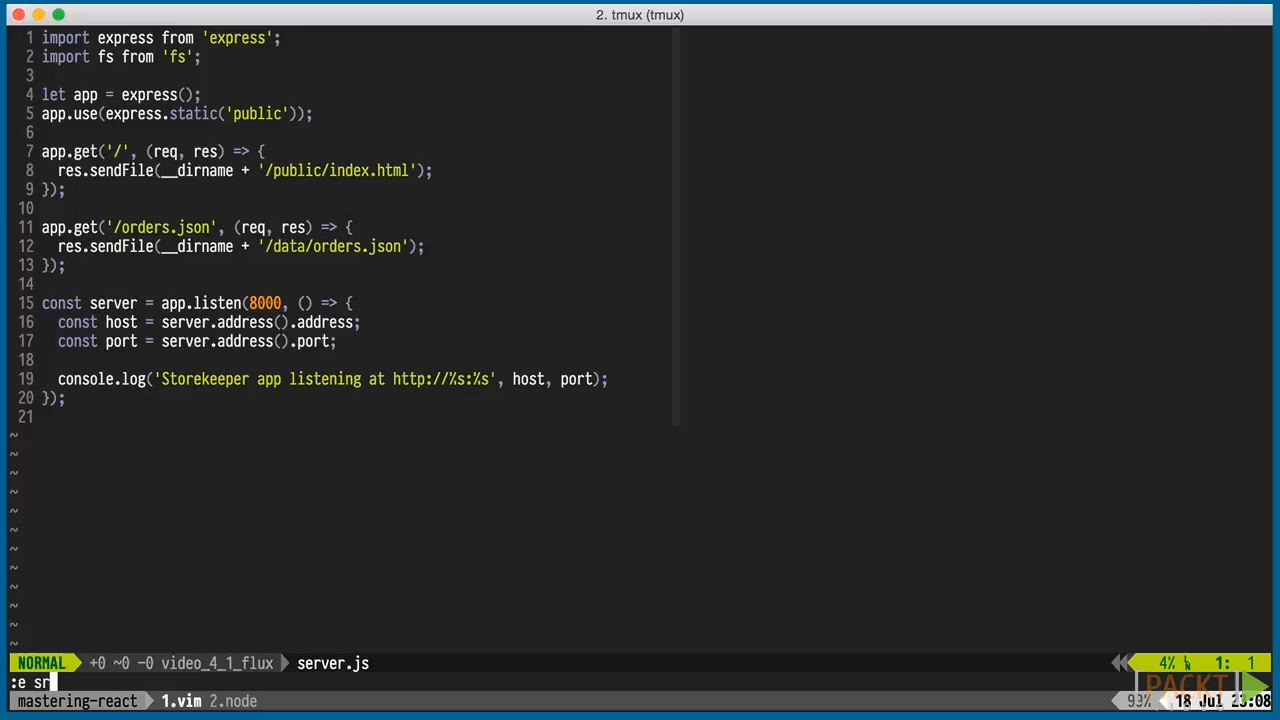 2. tmux (tmux)
1 import express from 'express';
2 import fs from 'fs';
3
4 let app = express();
5 app.use(express.static('public'));
6
7 app.get('/', (req, res) => {
8   res.sendFile(__dirname + '/public/index.html');
9 });
10
11 app.get('/orders.json', (req, res) => {
12   res.sendFile(__dirname + '/data/orders.json');
13 });
14
15 const server = app.listen(8000, () => {
16   const host = server.address().address;
17   const port = server.address().port;
18
19   console.log('Storekeeper app listening at http://%s:%s', host, port);
20 });
21
~
~
~
~
~
~
~
~
~
~
~
~
NORMAL +0 ~0 -0 video_4_1_flux server.js 4% 1: 1
:e sr
PACKT
mastering-react 1.vim 2.node 93% 18 Jul 23:08